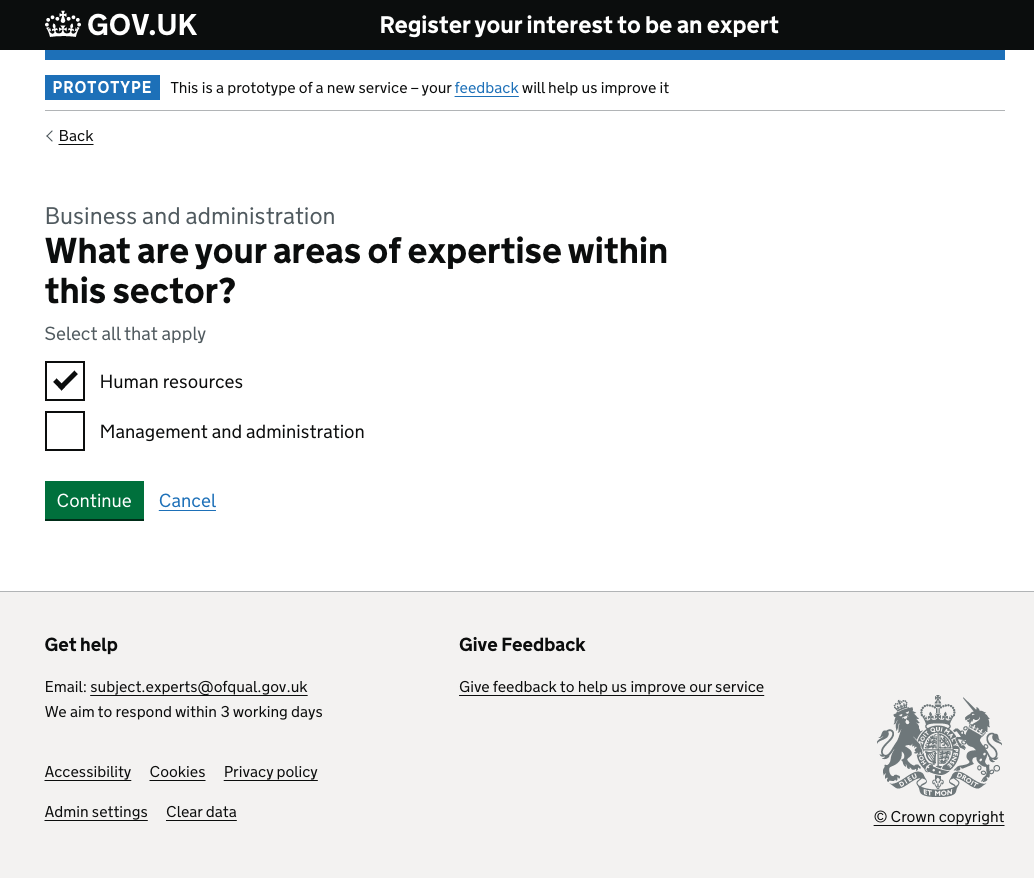 GOV.UK
Register your interest to be an expert
PROTOTYPE This is a prototype of a new service – your feedback will help us improve it
Back
Business and administration
What are your areas of expertise within
this sector?
Select all that apply
Human resources
Management and administration
Continue Cancel
Get help
Email: subject.experts@ofqual.gov.uk
We aim to respond within 3 working days
Give Feedback
Give feedback to help us improve our service
Accessibility Cookies Privacy policy
Admin settings Clear data
DIEU ET MON DROIT
© Crown copyright